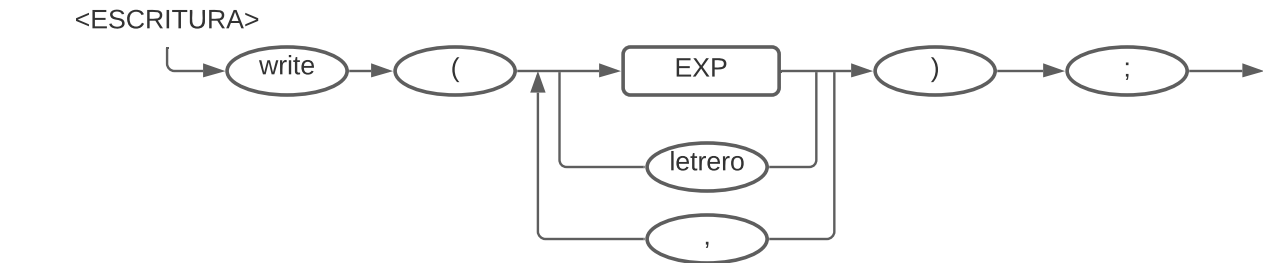 <ESCRITURA>
write ( EXP ) ;
letrero
,